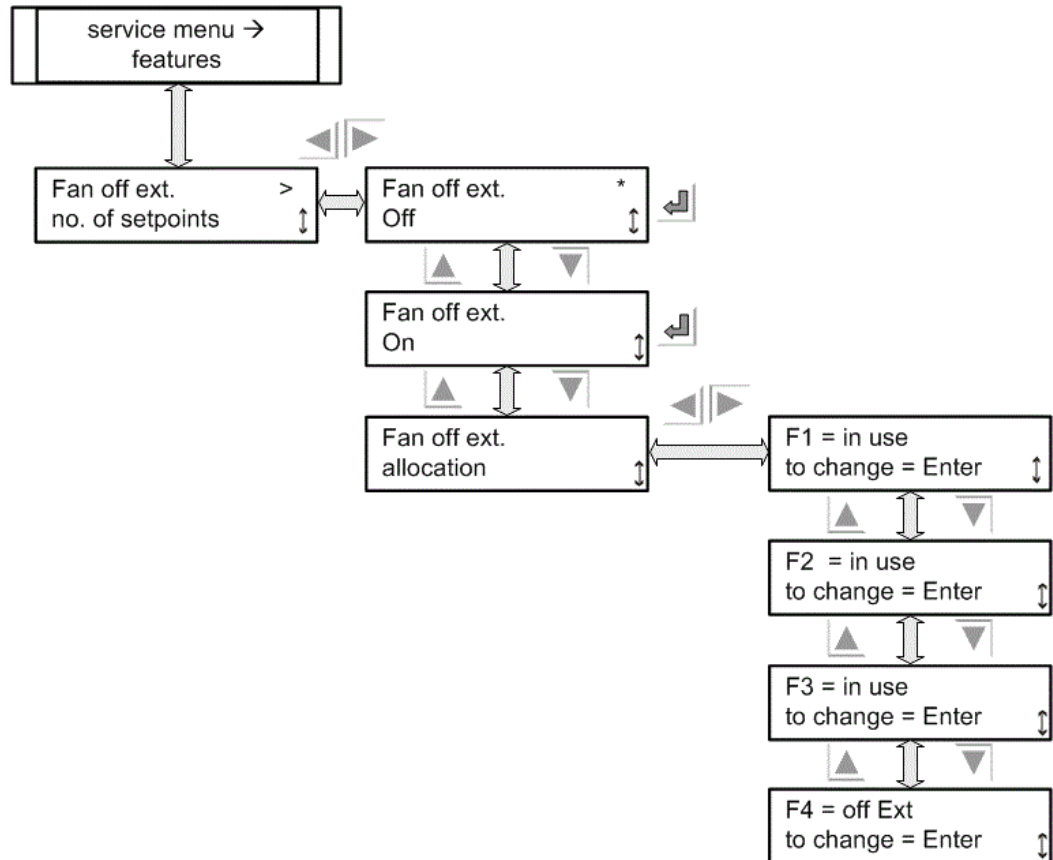 service menu →
features
Fan off ext. >
no. of setpoints ↕
Fan off ext. *
Off ↕
Fan off ext.
On ↕
Fan off ext.
allocation ↕
F1 = in use
to change = Enter ↕
F2 = in use
to change = Enter ↕
F3 = in use
to change = Enter ↕
F4 = off Ext
to change = Enter ↕